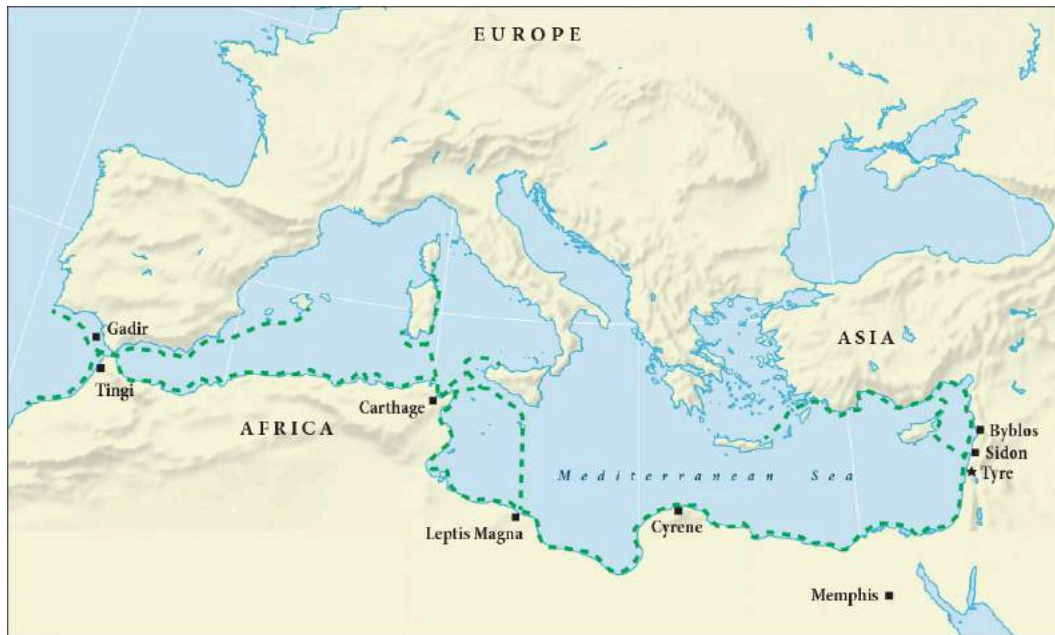 EUROPE
Gadir
ASIA
Tingi
Carthage
AFRICA
Byblos
Sidon
Mediterranean Sea
Tyre
Leptis Magna
Cyrene
Memphis